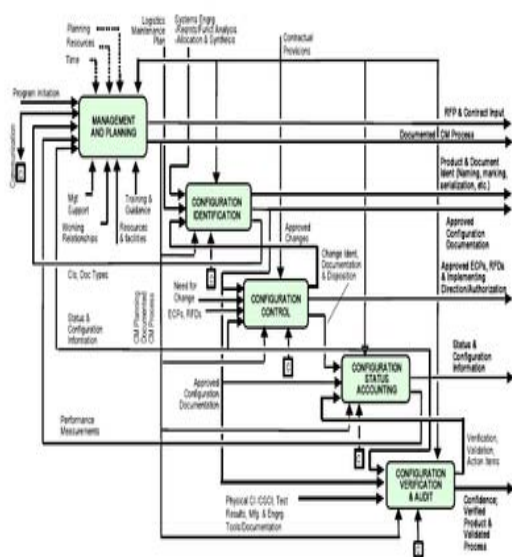 Planning
Resources
Time
Logistics
Maintenance
Plan
Systems Engrg
-Reqmts/Funct Analysis
-Allocation & Synthesis
Contractual
Provisions
Program Initiation
MANAGEMENT
AND PLANNING
RFP & Contract Input
Documented CM Process
Communication
Mgt
Support
Working
Relationships
Resources
& facilities
Training &
Guidance
CONFIGURATION
IDENTIFICATION
Product & Document
Ident (Naming, marking,
serialization, etc.)
Approved
Configuration
Documentation
Approved
Changes
Change Ident,
Documentation
& Disposition
CIs, Doc Types
Need for
Change
ECPs, RFDs
CONFIGURATION
CONTROL
Approved ECPs, RFDs
& Implementing
Direction/Authorization
Status &
Configuration
Information
CM Planning
Documented
CM Process
CONFIGURATION
STATUS
ACCOUNTING
Status &
Configuration
Information
Approved
Configuration
Documentation
Performance
Measurements
Verification,
Validation,
Action Items
CONFIGURATION
VERIFICATION
& AUDIT
Physical CI /CSCI, Test
Results, Mfg. & Engrg
Tools/Documentation
Confidence;
Verified
Product &
Validated
Process